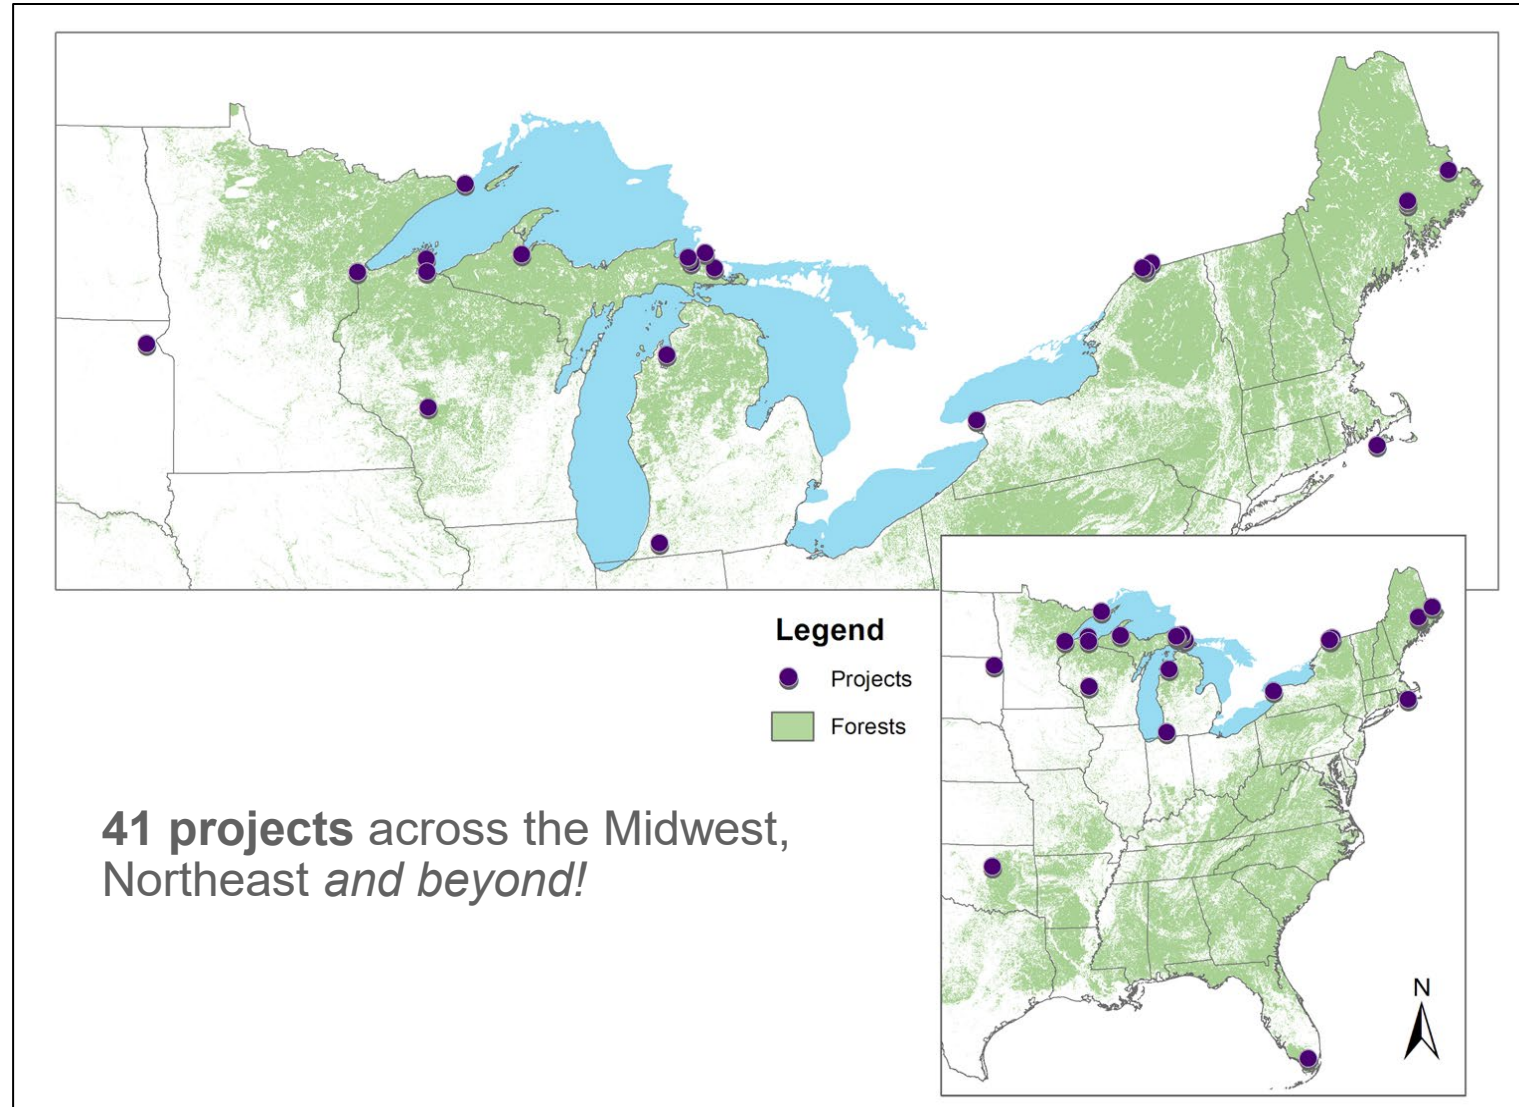 Legend
Projects
Forests
41 projects across the Midwest,
Northeast and beyond!
N